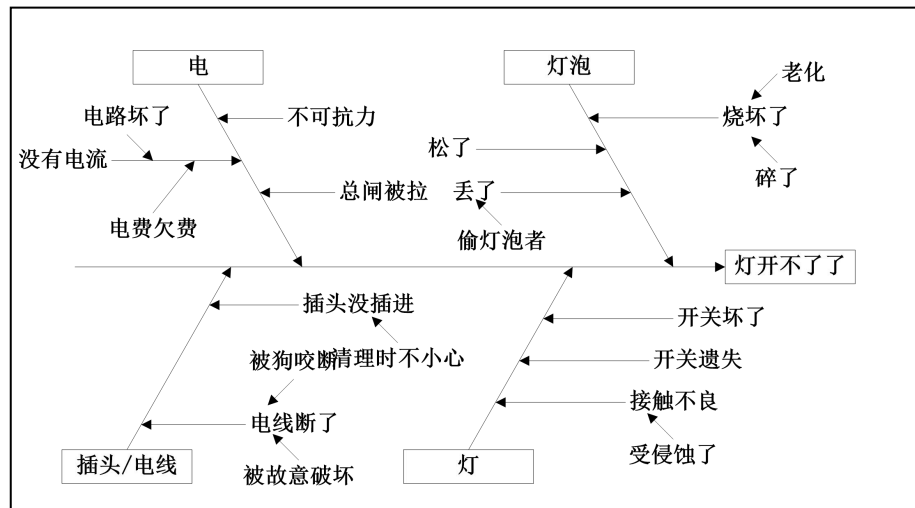 电
灯泡
老化
电路坏了
不可抗力
烧坏了
松了
没有电流
碎了
总闸被拉
丢了
电费欠费
偷灯泡者
灯开不了了
插头没插进
开关坏了
被狗咬断
清理时不小心
开关遗失
接触不良
电线断了
受侵蚀了
插头/电线
被故意破坏
灯